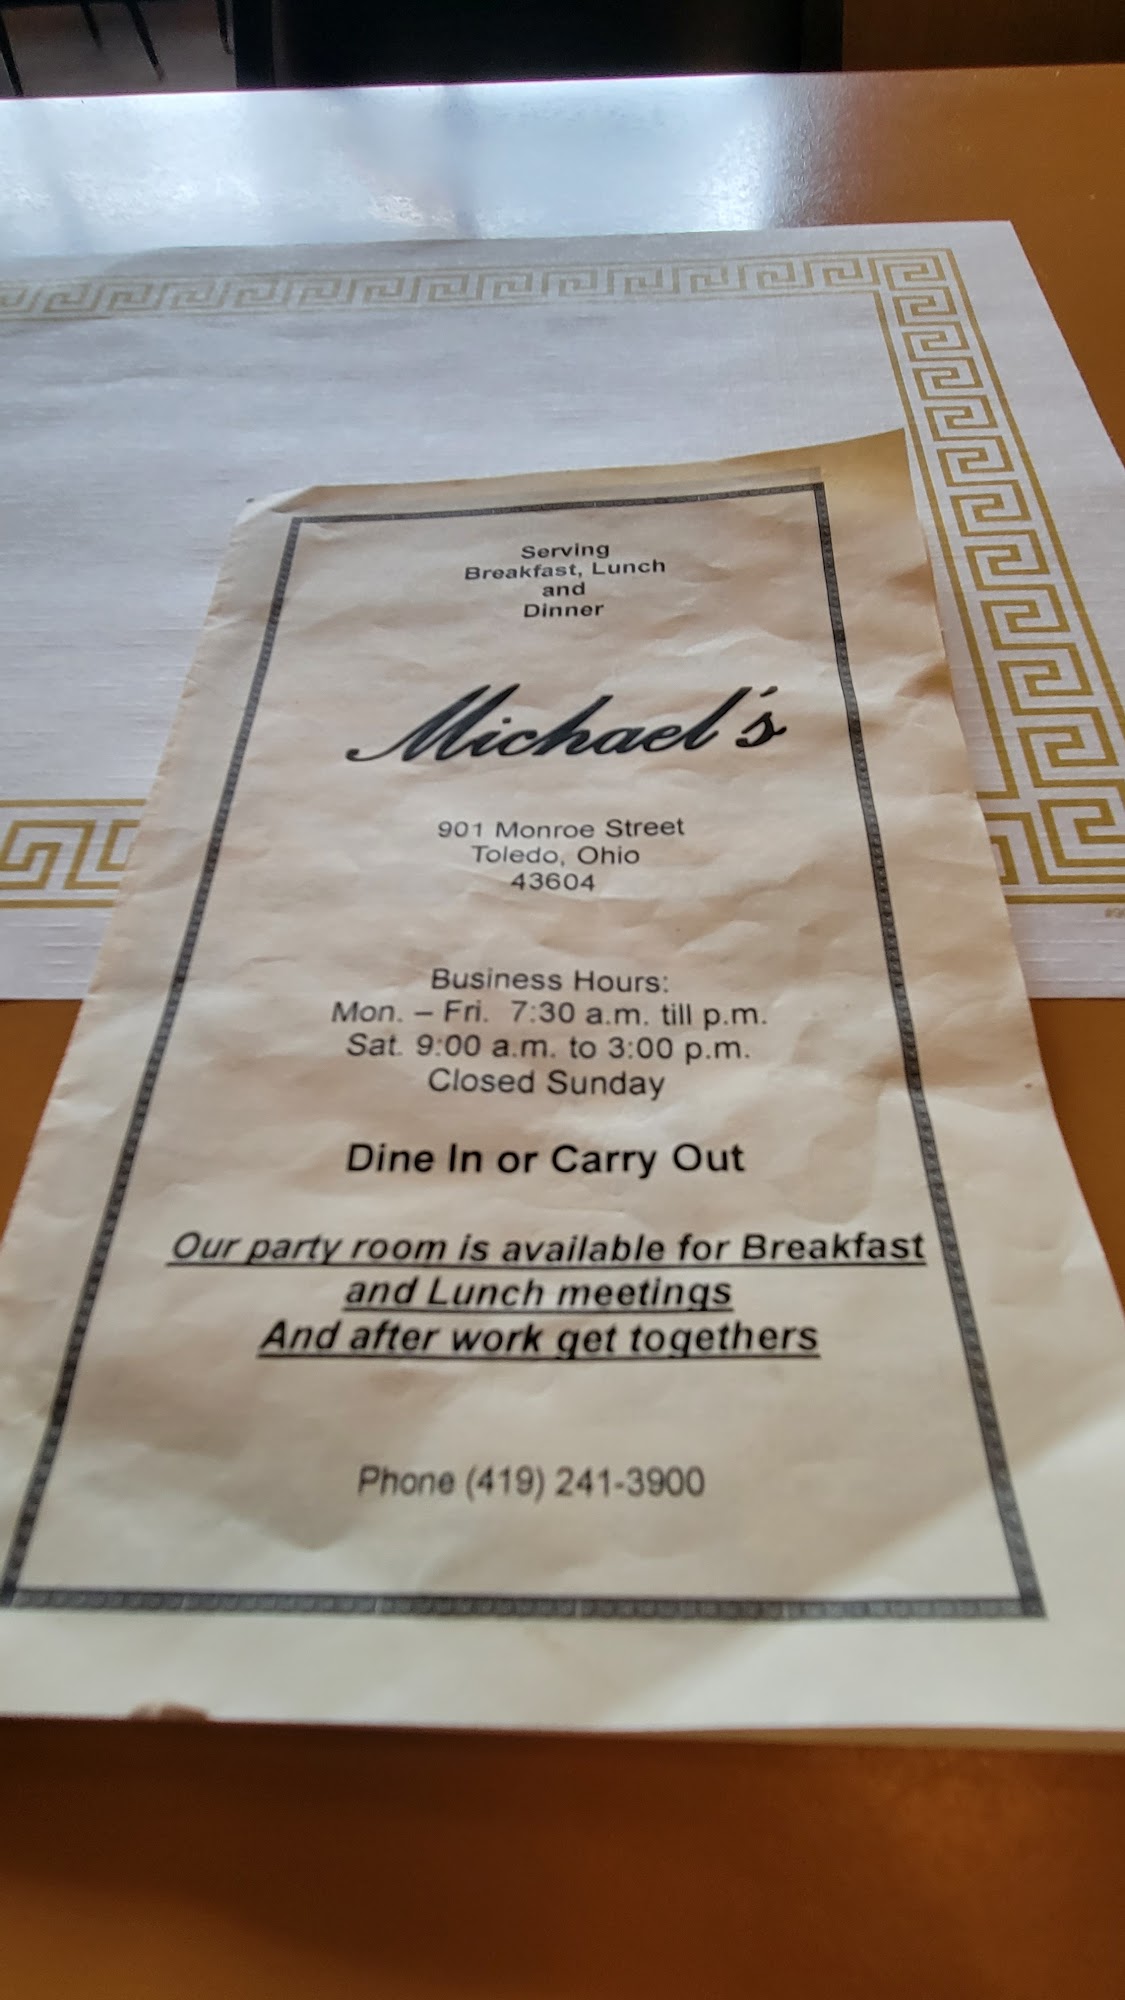 Serving
Breakfast, Lunch
and
Dinner
Michael's
901 Monroe Street
Toledo, Ohio
43604
Business Hours:
Mon. – Fri. 7:30 a.m. till p.m.
Sat. 9:00 a.m. to 3:00 p.m.
Closed Sunday
Dine In or Carry Out
Our party room is available for Breakfast
and Lunch meetings
And after work get togethers
Phone (419) 241-3900